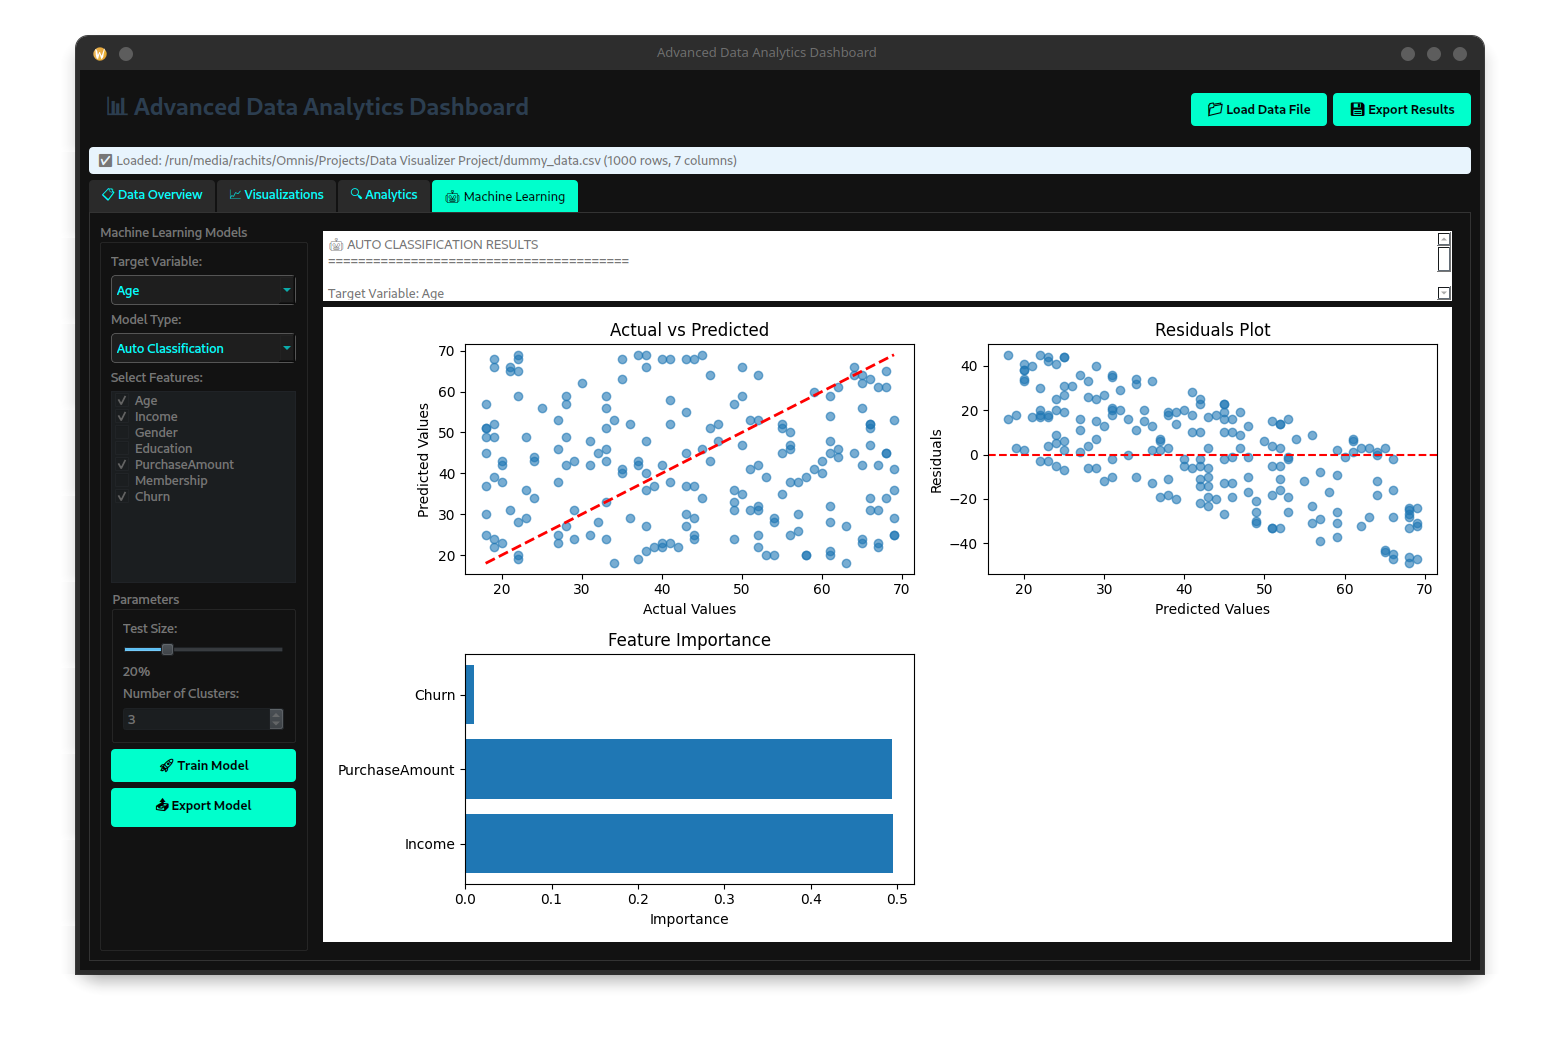 Advanced Data Analytics Dashboard
📊 Advanced Data Analytics Dashboard
📂 Load Data File
💾 Export Results
✅ Loaded: /run/media/rachits/Omnis/Projects/Data Visualizer Project/dummy_data.csv (1000 rows, 7 columns)
📋 Data Overview
📈 Visualizations
🔍 Analytics
🤖 Machine Learning
Machine Learning Models
Target Variable:
Age
Model Type:
Auto Classification
Select Features:
✓ Age
✓ Income
Gender
Education
✓ PurchaseAmount
Membership
✓ Churn
Parameters
Test Size:
20%
Number of Clusters:
3
🚀 Train Model
📤 Export Model
🤖 AUTO CLASSIFICATION RESULTS
========================================
Target Variable: Age
Actual vs Predicted
Predicted Values
70
60
50
40
30
20
20 30 40 50 60 70
Actual Values
Residuals Plot
Residuals
40
20
0
−20
−40
20 30 40 50 60 70
Predicted Values
Feature Importance
Churn
PurchaseAmount
Income
0.0 0.1 0.2 0.3 0.4 0.5
Importance